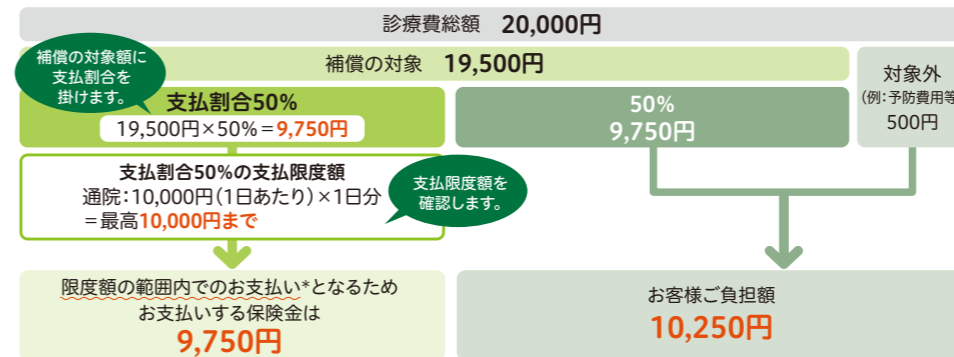 診療費総額 20,000円
補償の対象額に
支払割合を
掛けます。
補償の対象 19,500円
対象外
(例:予防費用等
500円
支払割合50%
19,500円×50%=9,750円
50%
9,750円
支払割合50%の支払限度額
通院:10,000円(1日あたり)×1日分
=最高10,000円まで
支払限度額を
確認します。
限度額の範囲内でのお支払い*となるため
お支払いする保険金は
9,750円
お客様ご負担額
10,250円